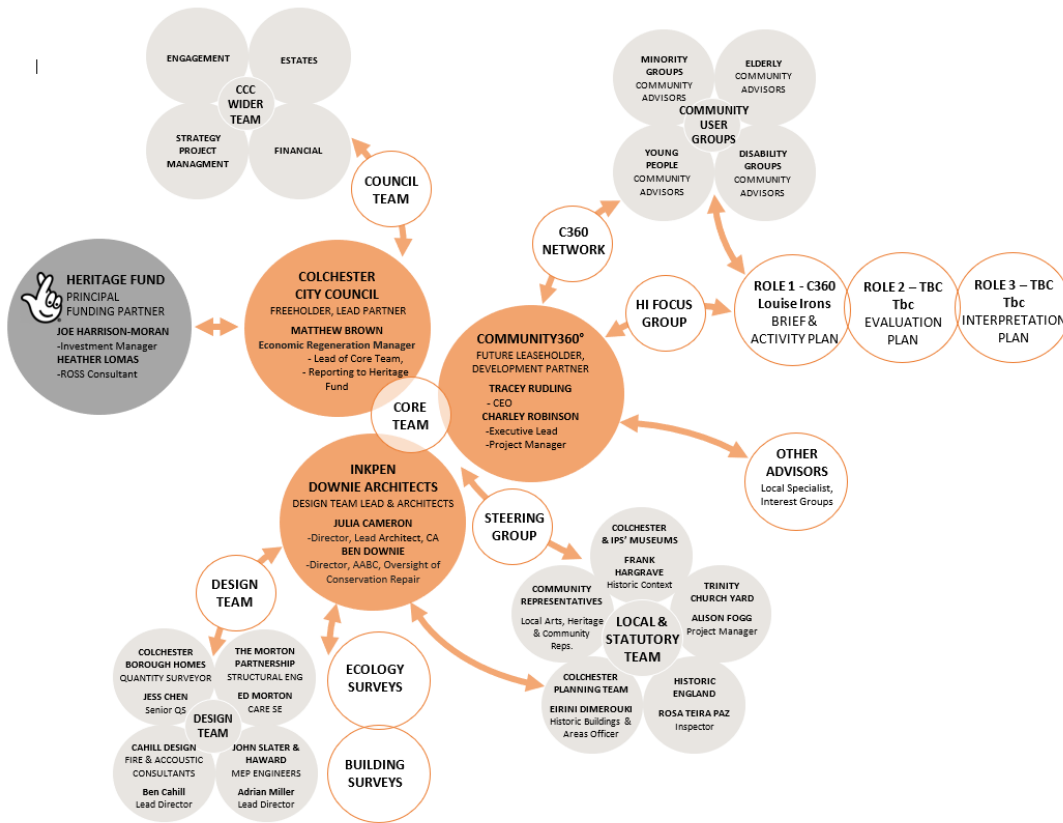 ENGAGEMENT
ESTATES
CCC
WIDER
TEAM
STRATEGY
PROJECT
MANAGMENT
FINANCIAL
COUNCIL
TEAM
MINORITY
GROUPS
COMMUNITY
ADVISORS
ELDERLY
COMMUNITY
ADVISORS
COMMUNITY
USER
GROUPS
YOUNG
PEOPLE
COMMUNITY
ADVISORS
DISABILITY
GROUPS
COMMUNITY
ADVISORS
C360
NETWORK
HI FOCUS
GROUP
ROLE 1 - C360
Louise Irons
BRIEF &
ACTIVITY PLAN
ROLE 2 – TBC
Tbc
EVALUATION
PLAN
ROLE 3 – TBC
Tbc
INTERPRETATION
PLAN
HERITAGE FUND
PRINCIPAL
FUNDING PARTNER
JOE HARRISON-MORAN
-Investment Manager
HEATHER LOMAS
-ROSS Consultant
COLCHESTER
CITY COUNCIL
FREEHOLDER, LEAD PARTNER
MATTHEW BROWN
Economic Regeneration Manager
- Lead of Core Team,
- Reporting to Heritage
Fund
COMMUNITY360°
FUTURE LEASEHOLDER,
DEVELOPMENT PARTNER
TRACEY RUDLING
- CEO
CHARLEY ROBINSON
-Executive Lead
-Project Manager
CORE
TEAM
INKPEN
DOWNIE ARCHITECTS
DESIGN TEAM LEAD & ARCHITECTS
JULIA CAMERON
-Director, Lead Architect, CA
BEN DOWNIE
-Director, AABC, Oversight of
Conservation Repair
STEERING
GROUP
OTHER
ADVISORS
Local Specialist,
Interest Groups
COLCHESTER
& IPS' MUSEUMS
FRANK
HARGRAVE
Historic Context
COMMUNITY
REPRESENTATIVES
Local Arts, Heritage
& Community
Reps.
TRINITY
CHURCH YARD
ALISON FOGG
Project Manager
LOCAL &
STATUTORY
TEAM
COLCHESTER
PLANNING TEAM
EIRINI DIMEROUKI
Historic Buildings &
Areas Officer
HISTORIC
ENGLAND
ROSA TEIRA PAZ
Inspector
DESIGN
TEAM
COLCHESTER
BOROUGH HOMES
QUANTITY SURVEYOR
JESS CHEN
Senior QS
THE MORTON
PARTNERSHIP
STRUCTURAL ENG
ED MORTON
CARE SE
DESIGN
TEAM
CAHILL DESIGN
FIRE & ACCOUSTIC
CONSULTANTS
Ben Cahill
Lead Director
JOHN SLATER &
HAWARD
MEP ENGINEERS
Adrian Miller
Lead Director
ECOLOGY
SURVEYS
BUILDING
SURVEYS